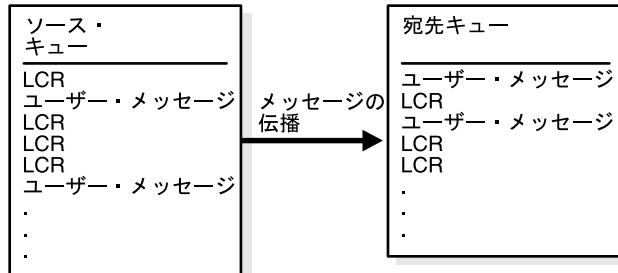 ソース・
キュー
LCR
ユーザー・メッセージ
LCR
LCR
LCR
ユーザー・メッセージ
.
.
.
メッセージの
伝播
宛先キュー
ユーザー・メッセージ
LCR
ユーザー・メッセージ
LCR
LCR
.
.
.